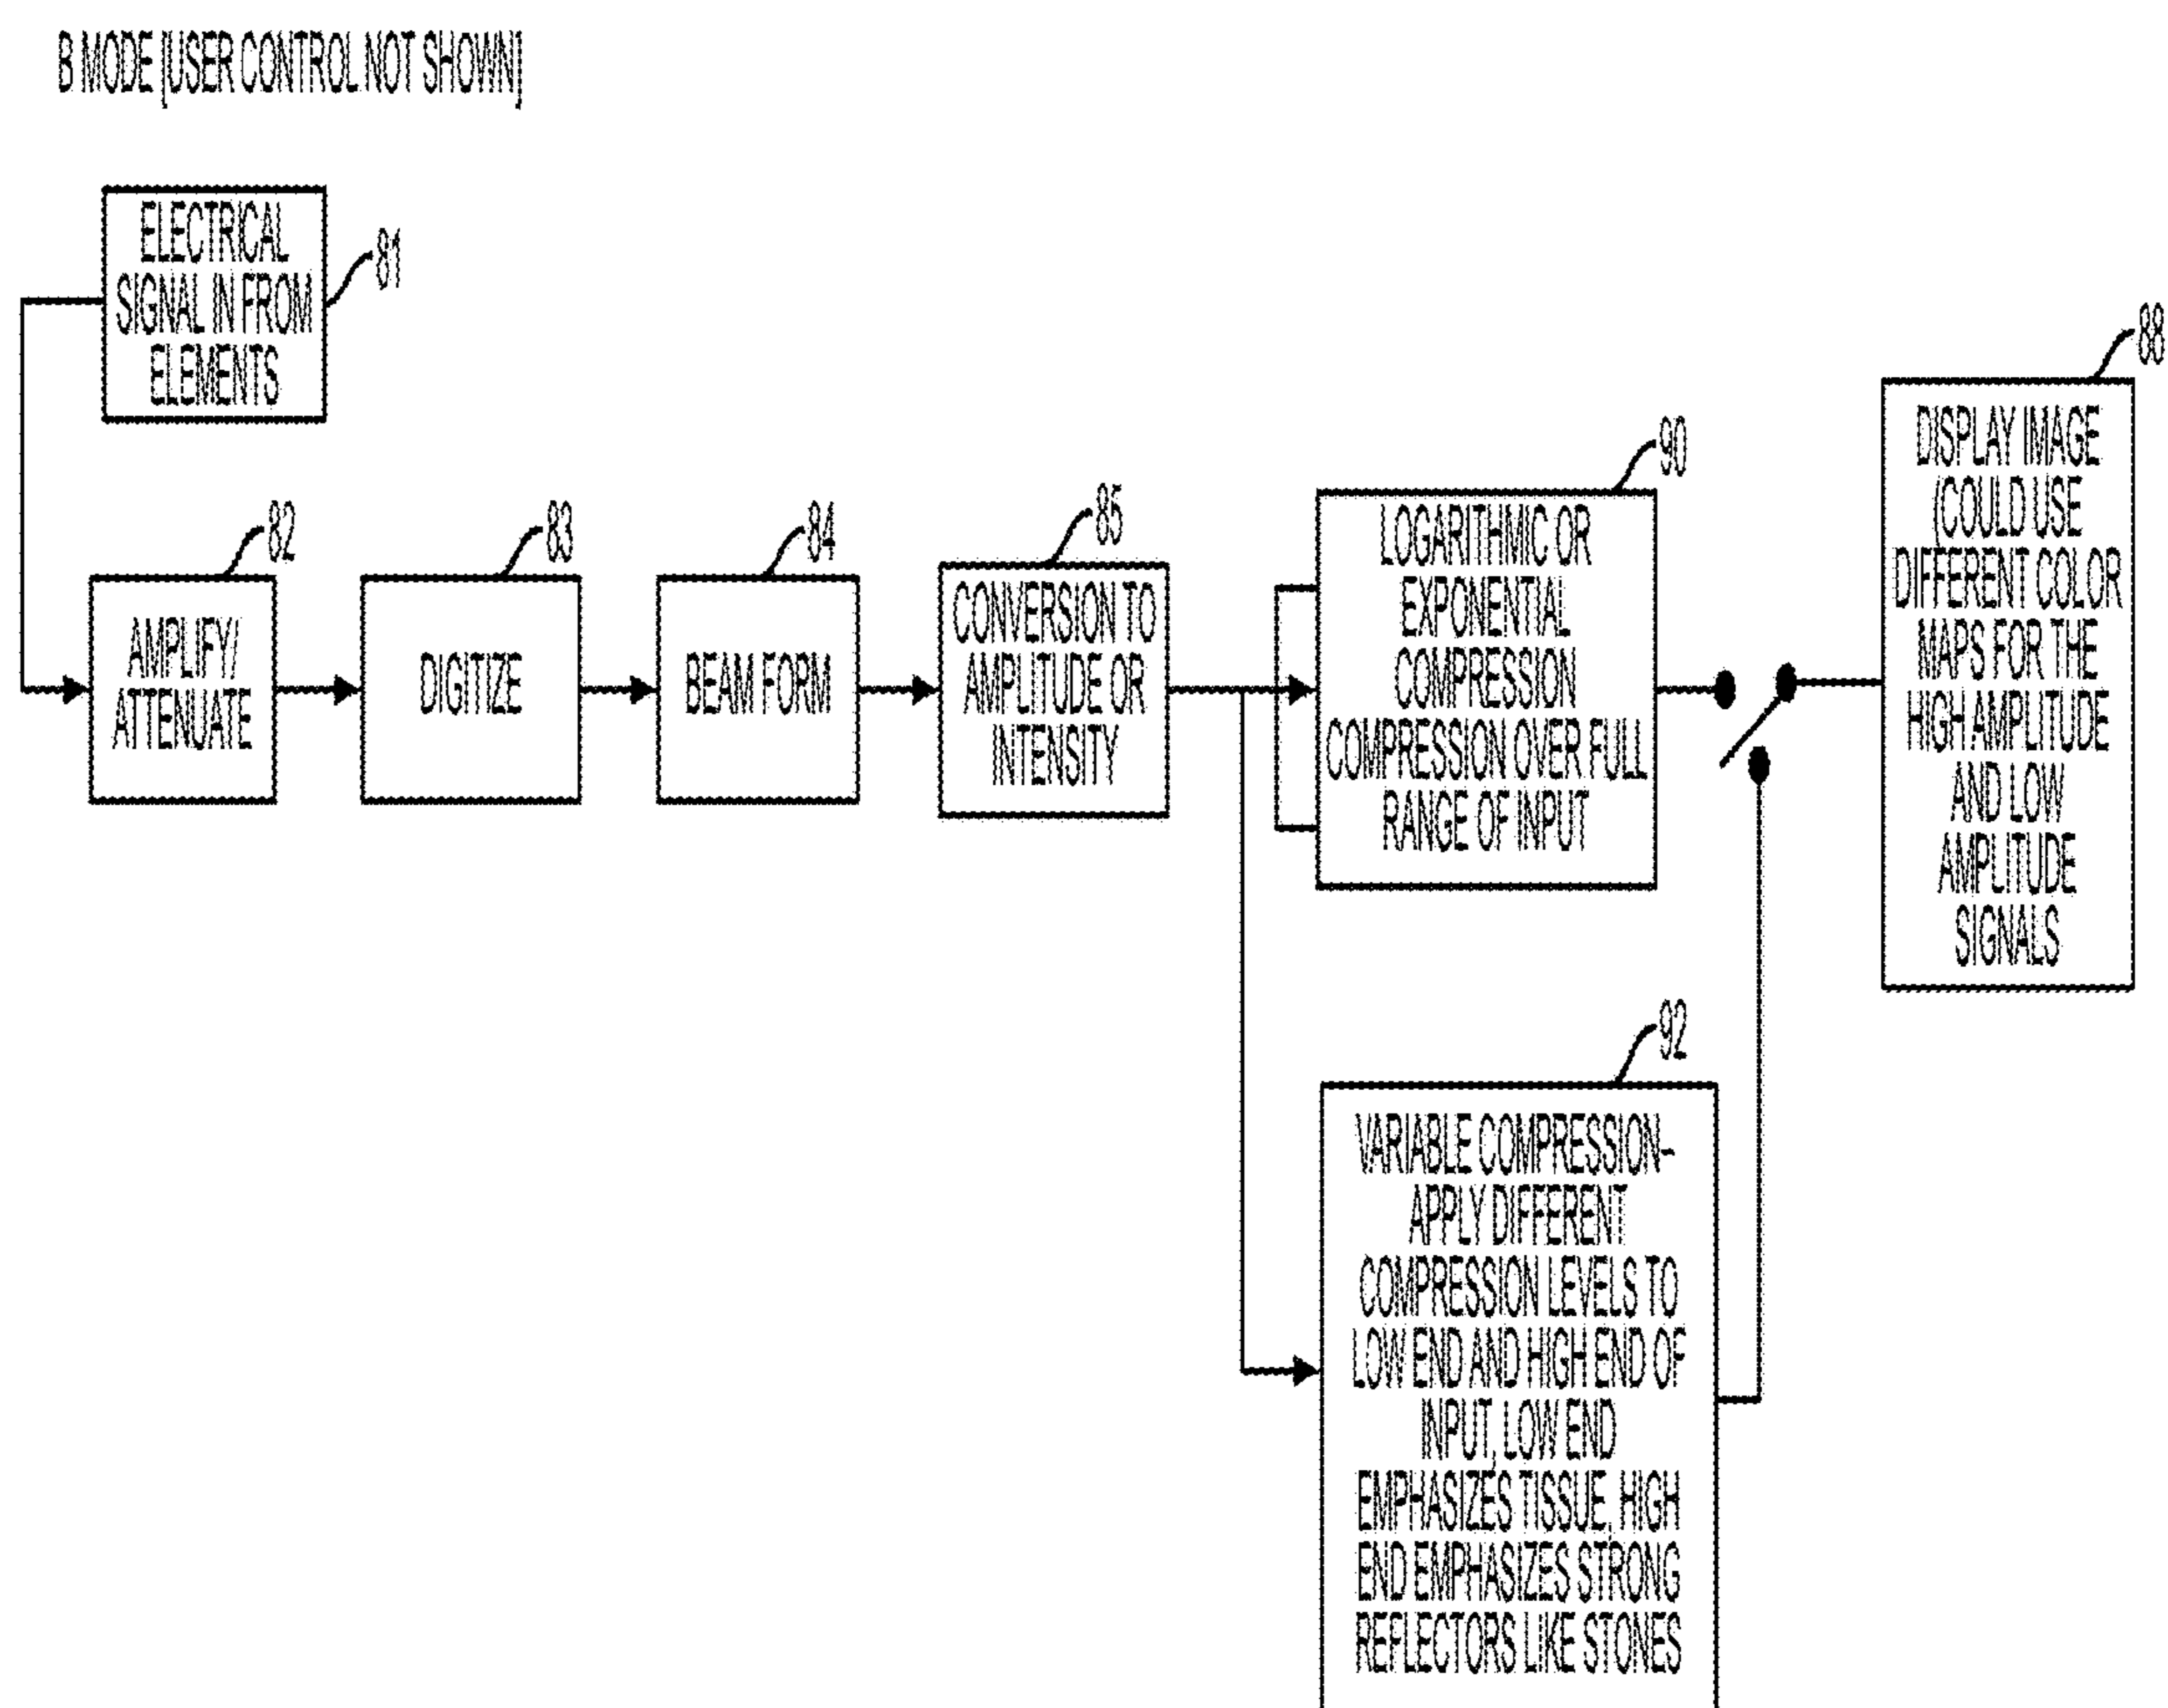 B MODE [USER CONTROL NOT SHOWN]
ELECTRICAL
SIGNAL IN FROM
ELEMENTS
81
82
AMPLIFY/
ATTENUATE
83
DIGITIZE
84
BEAM FORM
85
CONVERSION TO
AMPLITUDE OR
INTENSITY
90
LOGARITHMIC OR
EXPONENTIAL
COMPRESSION
COMPRESSION OVER FULL
RANGE OF INPUT
88
DISPLAY IMAGE
(COULD USE
DIFFERENT COLOR
MAPS FOR THE
HIGH AMPLITUDE
AND LOW
AMPLITUDE
SIGNALS
92
VARIABLE COMPRESSION-
APPLY DIFFERENT
COMPRESSION LEVELS TO
LOW END AND HIGH END OF
INPUT, LOW END
EMPHASIZES TISSUE, HIGH
END EMPHASIZES STRONG
REFLECTORS LIKE STONES